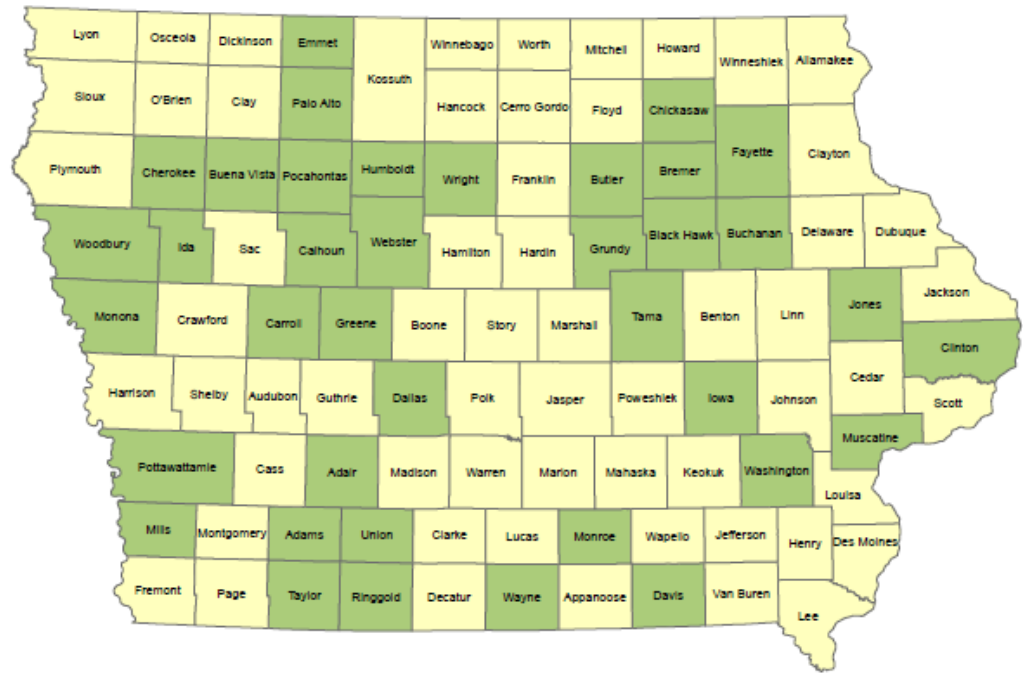 Lyon
Osceola
Dickinson
Emmet
Kossuth
Winnebago
Worth
Mitchell
Howard
Winneshiek
Allamakee
Sioux
O'Brien
Clay
Palo Alto
Hancock
Cerro Gordo
Floyd
Chickasaw
Plymouth
Cherokee
Buena Vista
Pocahontas
Humboldt
Wright
Franklin
Butler
Bremer
Fayette
Clayton
Woodbury
Ida
Sac
Calhoun
Webster
Hamilton
Hardin
Grundy
Black Hawk
Buchanan
Delaware
Dubuque
Monona
Crawford
Carroll
Greene
Boone
Story
Marshall
Tama
Benton
Linn
Jones
Jackson
Clinton
Harrison
Shelby
Audubon
Guthrie
Dallas
Polk
Jasper
Poweshiek
Iowa
Johnson
Cedar
Scott
Muscatine
Pottawattamie
Cass
Adair
Madison
Warren
Marion
Mahaska
Keokuk
Washington
Louisa
Mills
Montgomery
Adams
Union
Clarke
Lucas
Monroe
Wapello
Jefferson
Henry
Des Moines
Fremont
Page
Taylor
Ringgold
Decatur
Wayne
Appanoose
Davis
Van Buren
Lee